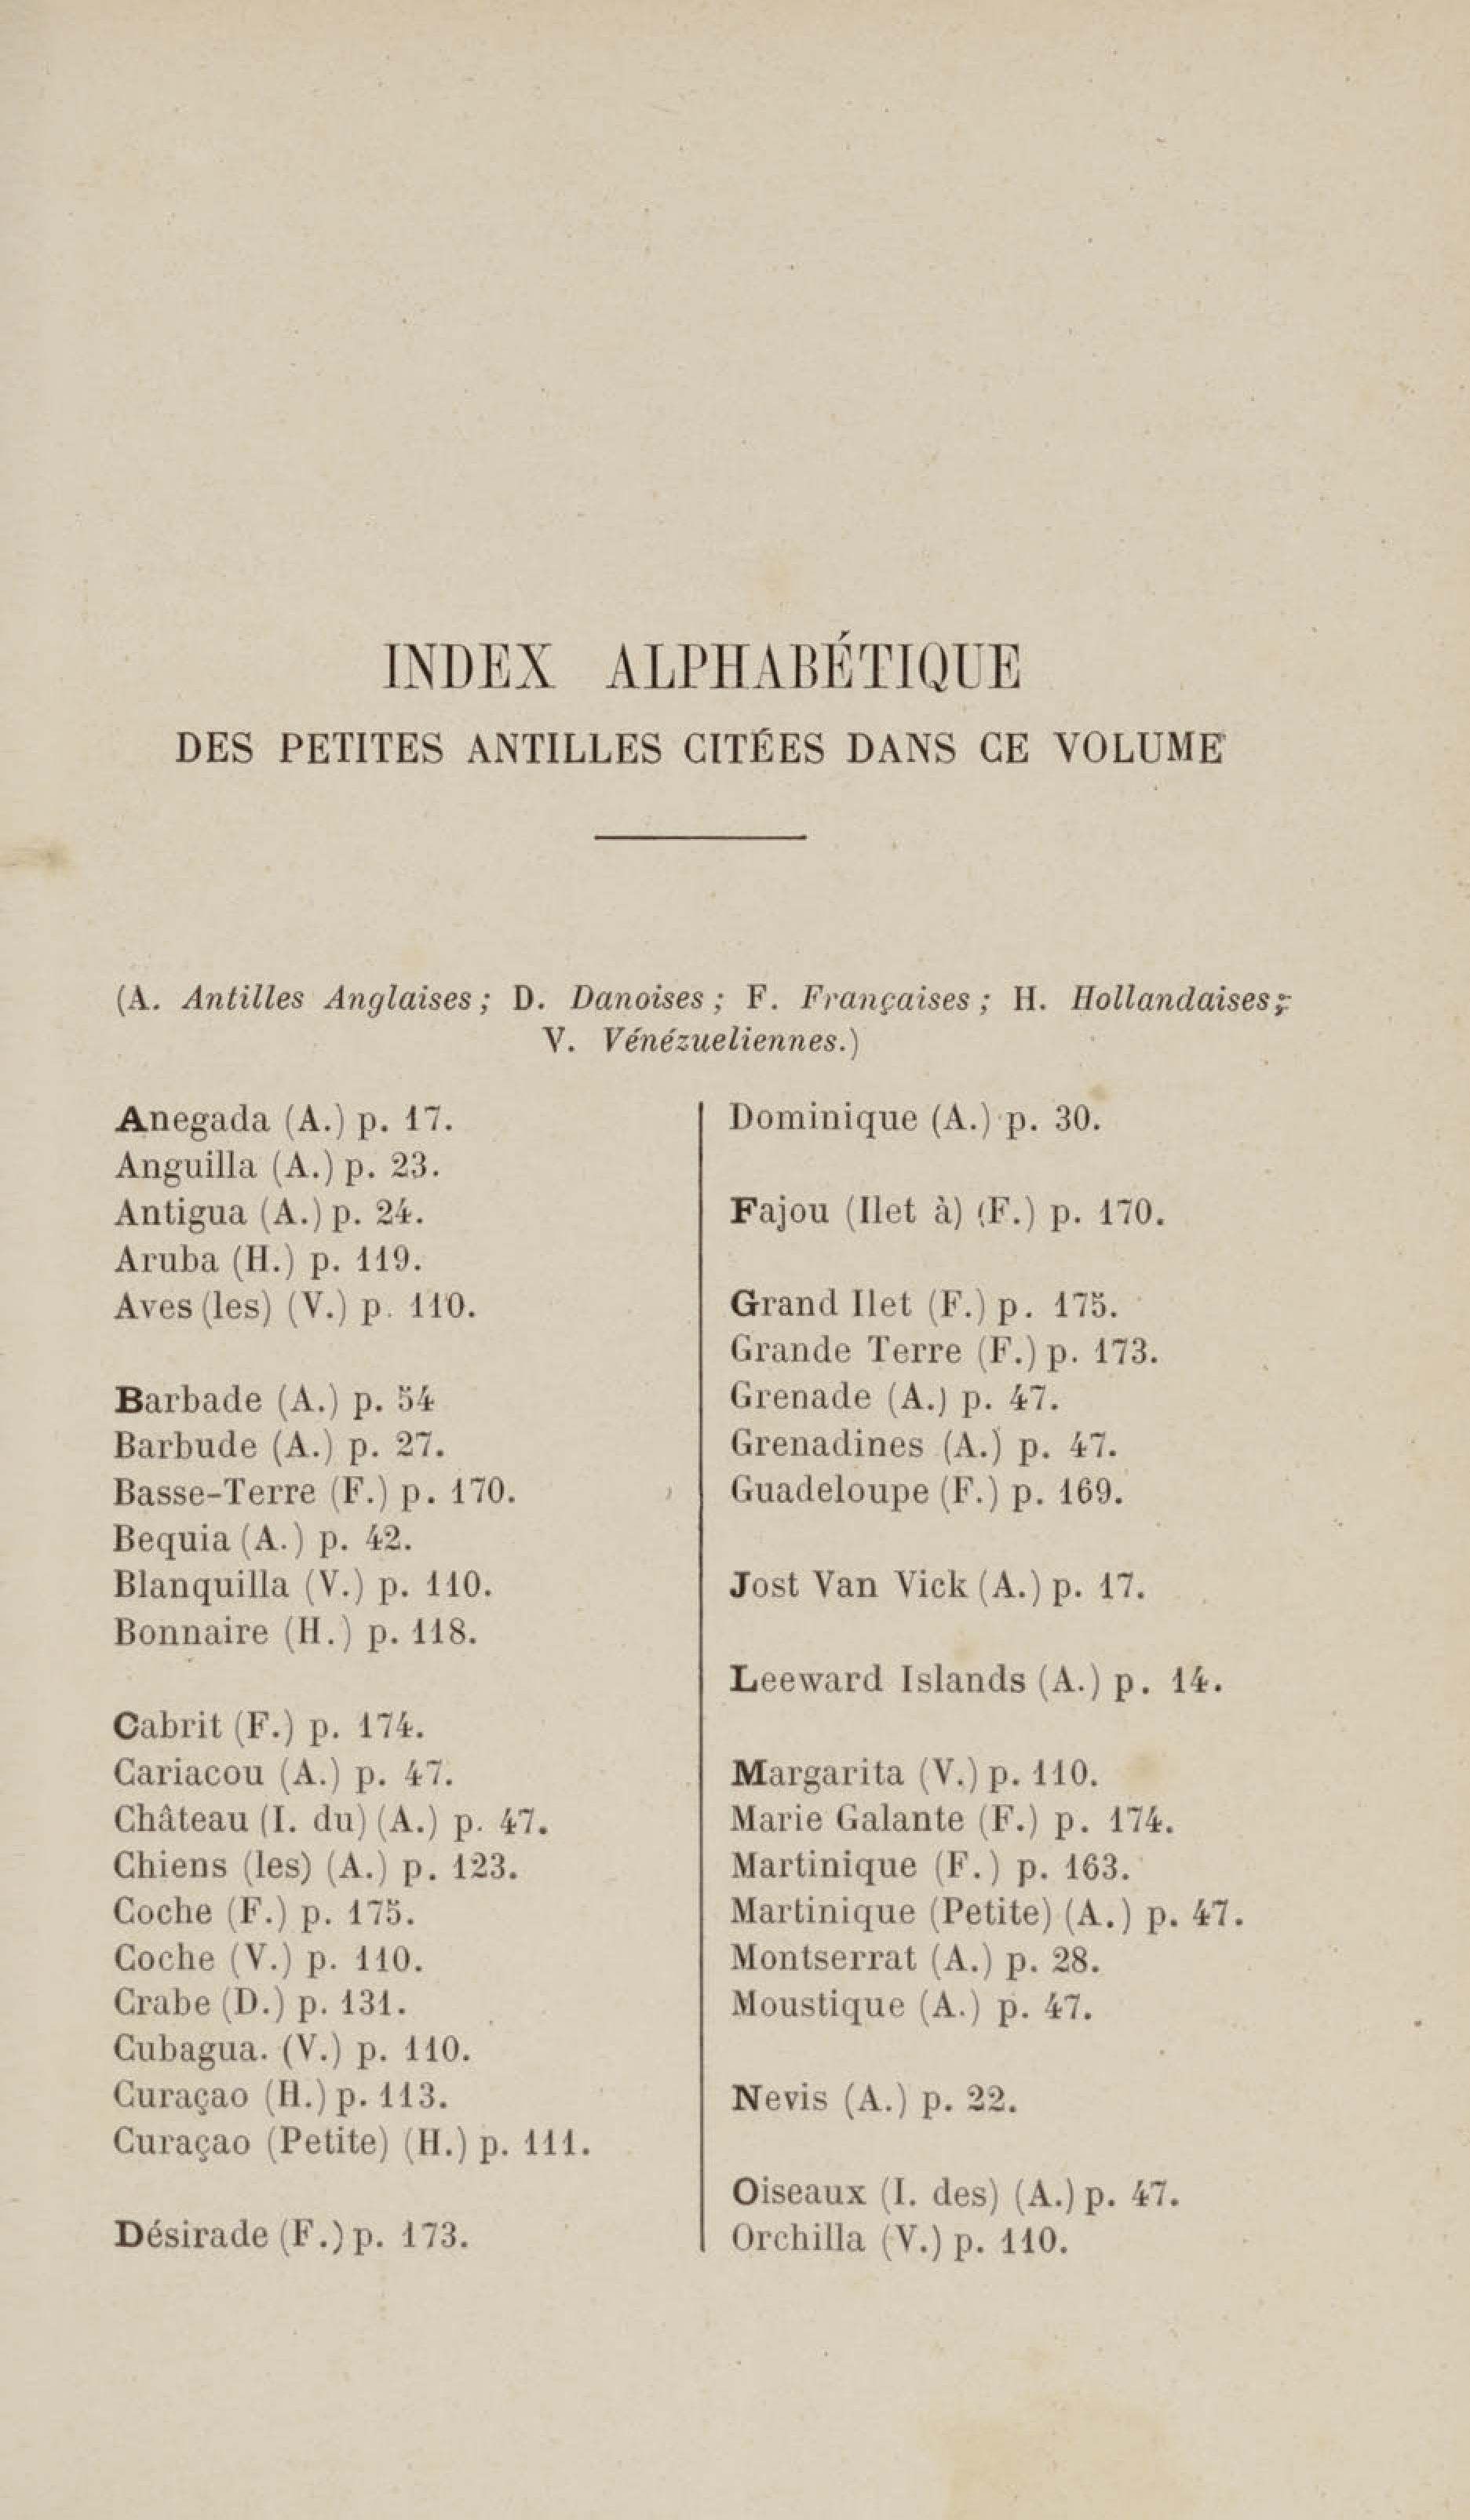 INDEX ALPHABÉTIQUE
DES PETITES ANTILLES CITÉES DANS CE VOLUME
(A. Antilles Anglaises ; D. Danoises ; F. Françaises ; H. Hollandaises ;
V. Vénézueliennes.)
Anegada (A.) p. 17.
Anguilla (A.) p. 23.
Antigua (A.) p. 24.
Aruba (H.) p. 119.
Aves (les) (V.) p. 110.
Barbade (A.) p. 54
Barbude (A.) p. 27.
Basse-Terre (F.) p. 170.
Bequia (A.) p. 42.
Blanquilla (V.) p. 110.
Bonnaire (H.) p. 118.
Cabrit (F.) p. 174.
Cariacou (A.) p. 47.
Château (I. du) (A.) p. 47.
Chiens (les) (A.) p. 123.
Coche (F.) p. 175.
Coche (V.) p. 110.
Crabe (D.) p. 131.
Cubagua. (V.) p. 110.
Curaçao (H.) p. 113.
Curaçao (Petite) (H.) p. 111.
Désirade (F.) p. 173.
Dominique (A.) p. 30.
Fajou (Ilet à) (F.) p. 170.
Grand Ilet (F.) p. 175.
Grande Terre (F.) p. 173.
Grenade (A.) p. 47.
Grenadines (A.) p. 47.
Guadeloupe (F.) p. 169.
Jost Van Vick (A.) p. 17.
Leeward Islands (A.) p. 14.
Margarita (V.) p. 110.
Marie Galante (F.) p. 174.
Martinique (F.) p. 163.
Martinique (Petite) (A.) p. 47.
Montserrat (A.) p. 28.
Moustique (A.) p. 47.
Nevis (A.) p. 22.
Oiseaux (I. des) (A.) p. 47.
Orchilla (V.) p. 110.